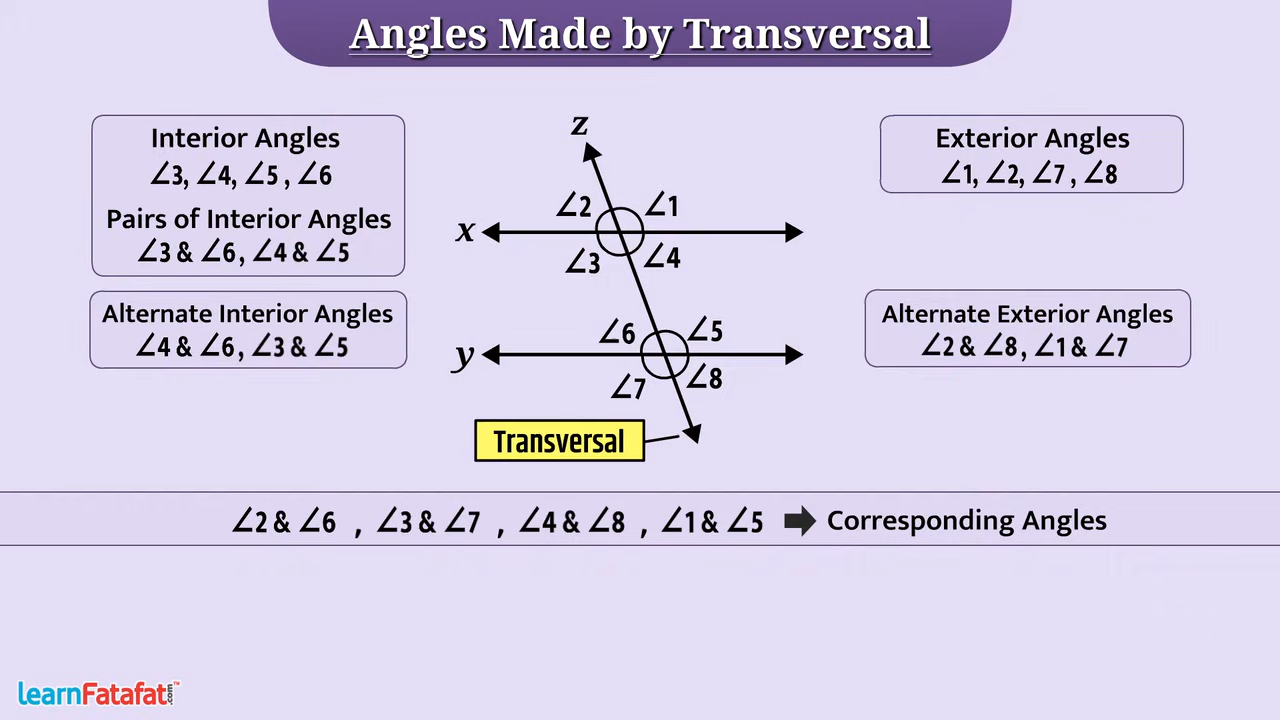 Angles Made by Transversal
Interior Angles
∠3, ∠4, ∠5 , ∠6
Pairs of Interior Angles
∠3 & ∠6 , ∠4 & ∠5
Alternate Interior Angles
∠4 & ∠6 , ∠3 & ∠5
z
∠2 ∠1
x
∠3 ∠4
∠6 ∠5
y
∠7 ∠8
Transversal
Exterior Angles
∠1, ∠2, ∠7 , ∠8
Alternate Exterior Angles
∠2 & ∠8 , ∠1 & ∠7
∠2 & ∠6 , ∠3 & ∠7 , ∠4 & ∠8 , ∠1 & ∠5 ➡ Corresponding Angles
learnFatafat.com™